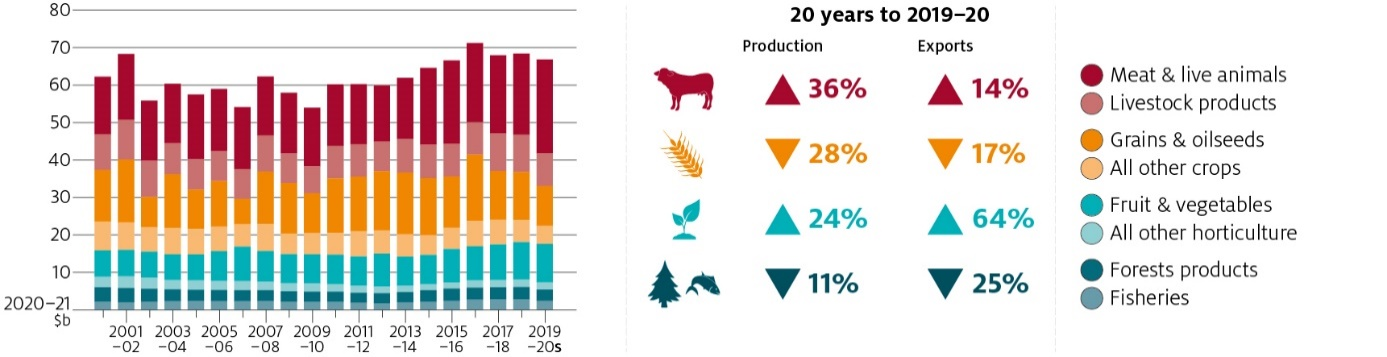 80
70
60
50
40
30
20
10
2020–21
$b
2001
–02
2003
–04
2005
–06
2007
–08
2009
–10
2011
–12
2013
–14
2015
–16
2017
–18
2019
–20s
20 years to 2019–20
Production
Exports
36%
14%
28%
17%
24%
64%
11%
25%
Meat & live animals
Livestock products
Grains & oilseeds
All other crops
Fruit & vegetables
All other horticulture
Forests products
Fisheries